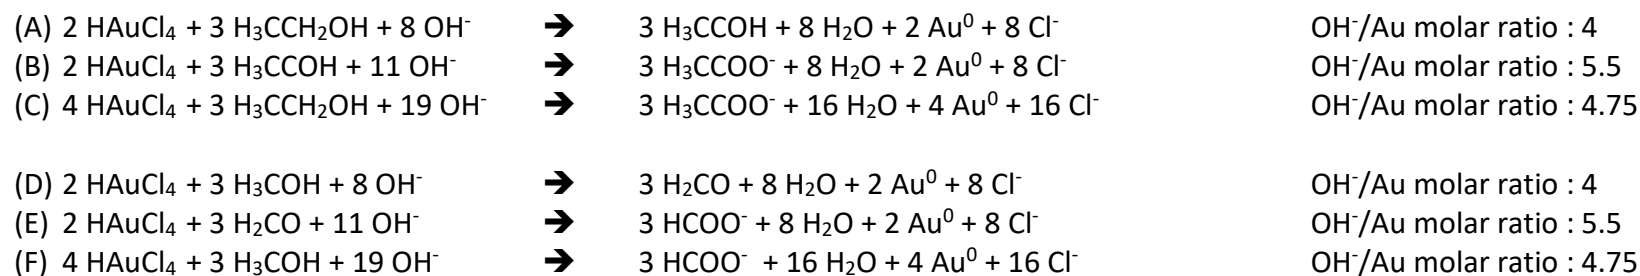 (A) 2 HAuCl₄ + 3 H₃CCH₂OH + 8 OH⁻ ➔ 3 H₃CCOH + 8 H₂O + 2 Au⁰ + 8 Cl⁻ OH⁻/Au molar ratio : 4
(B) 2 HAuCl₄ + 3 H₃CCOH + 11 OH⁻ ➔ 3 H₃CCOO⁻ + 8 H₂O + 2 Au⁰ + 8 Cl⁻ OH⁻/Au molar ratio : 5.5
(C) 4 HAuCl₄ + 3 H₃CCH₂OH + 19 OH⁻ ➔ 3 H₃CCOO⁻ + 16 H₂O + 4 Au⁰ + 16 Cl⁻ OH⁻/Au molar ratio : 4.75
(D) 2 HAuCl₄ + 3 H₃COH + 8 OH⁻ ➔ 3 H₂CO + 8 H₂O + 2 Au⁰ + 8 Cl⁻ OH⁻/Au molar ratio : 4
(E) 2 HAuCl₄ + 3 H₂CO + 11 OH⁻ ➔ 3 HCOO⁻ + 8 H₂O + 2 Au⁰ + 8 Cl⁻ OH⁻/Au molar ratio : 5.5
(F) 4 HAuCl₄ + 3 H₃COH + 19 OH⁻ ➔ 3 HCOO⁻ + 16 H₂O + 4 Au⁰ + 16 Cl⁻ OH⁻/Au molar ratio : 4.75